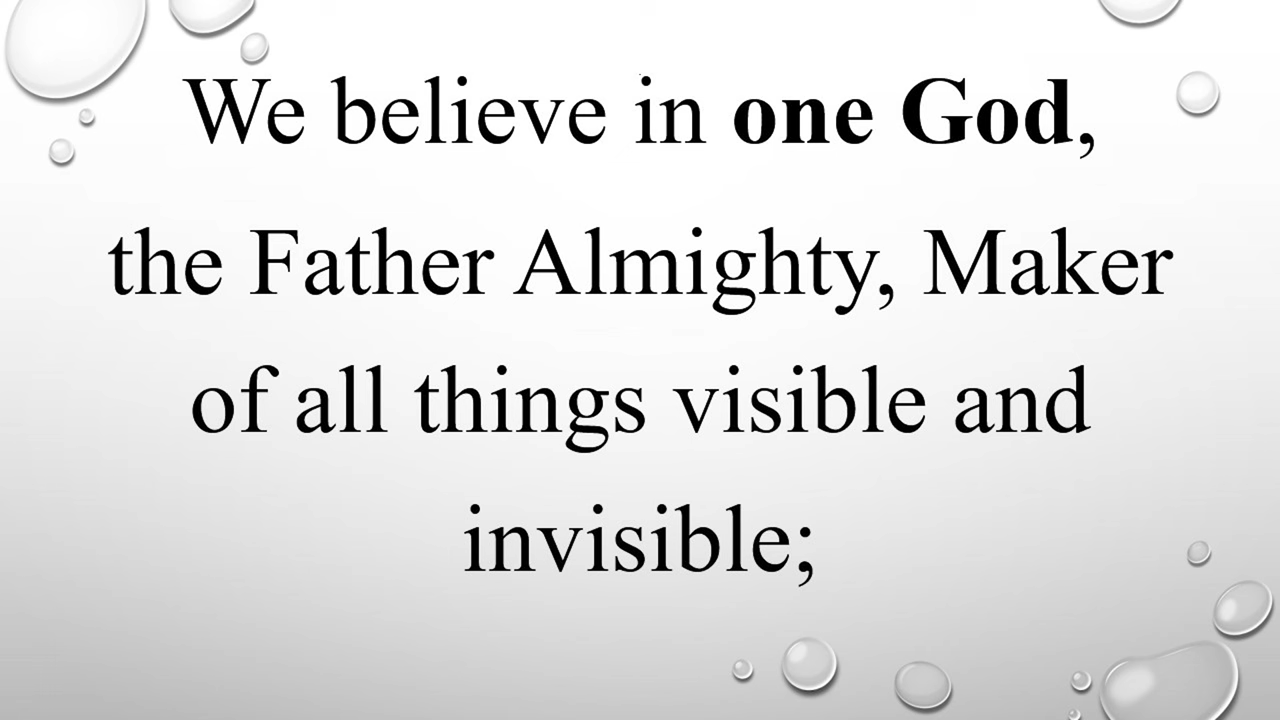 We believe in one God,
the Father Almighty, Maker
of all things visible and
invisible;